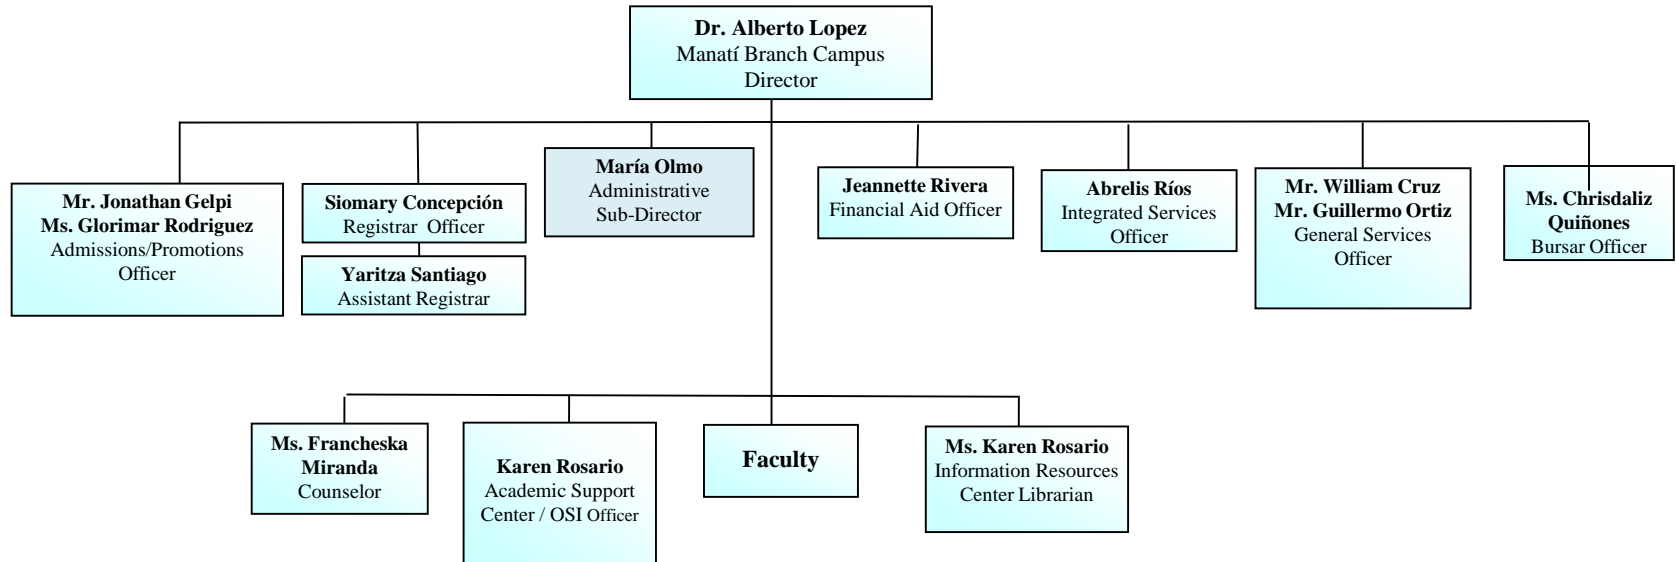 Dr. Alberto Lopez
Manatí Branch Campus
Director
Mr. Jonathan Gelpi
Ms. Glorimar Rodriguez
Admissions/Promotions
Officer
Siomary Concepción
Registrar Officer
Yaritza Santiago
Assistant Registrar
María Olmo
Administrative
Sub-Director
Jeannette Rivera
Financial Aid Officer
Abrelis Ríos
Integrated Services
Officer
Mr. William Cruz
Mr. Guillermo Ortiz
General Services
Officer
Ms. Chrisdaliz
Quiñones
Bursar Officer
Ms. Francheska
Miranda
Counselor
Karen Rosario
Academic Support
Center / OSI Officer
Faculty
Ms. Karen Rosario
Information Resources
Center Librarian